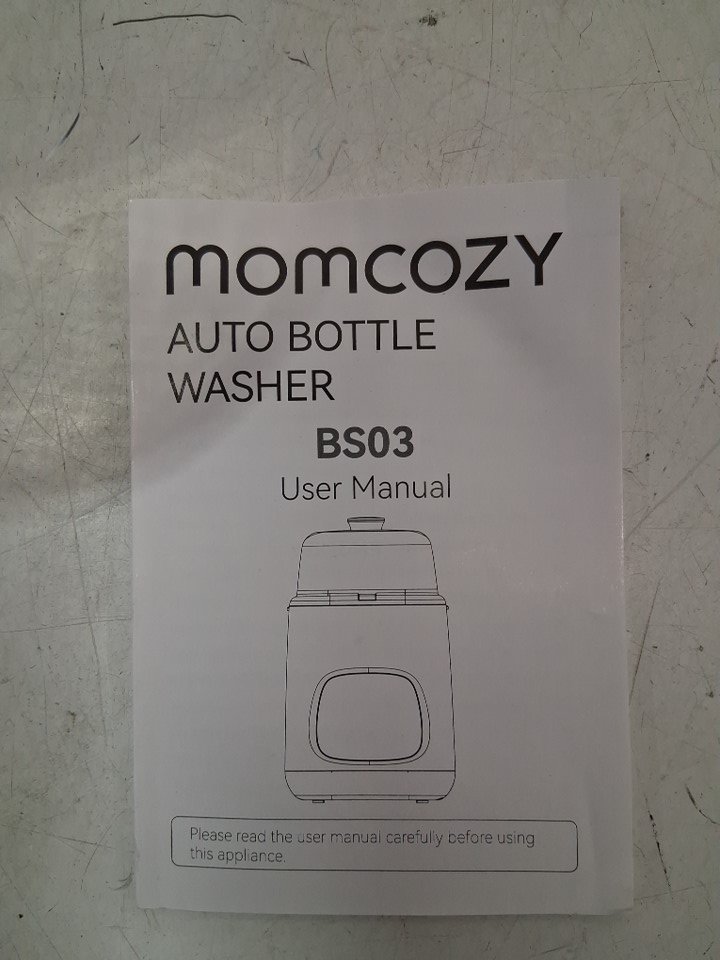 momcozy
AUTO BOTTLE
WASHER
BS03
User Manual
Please read the user manual carefully before using
this appliance.